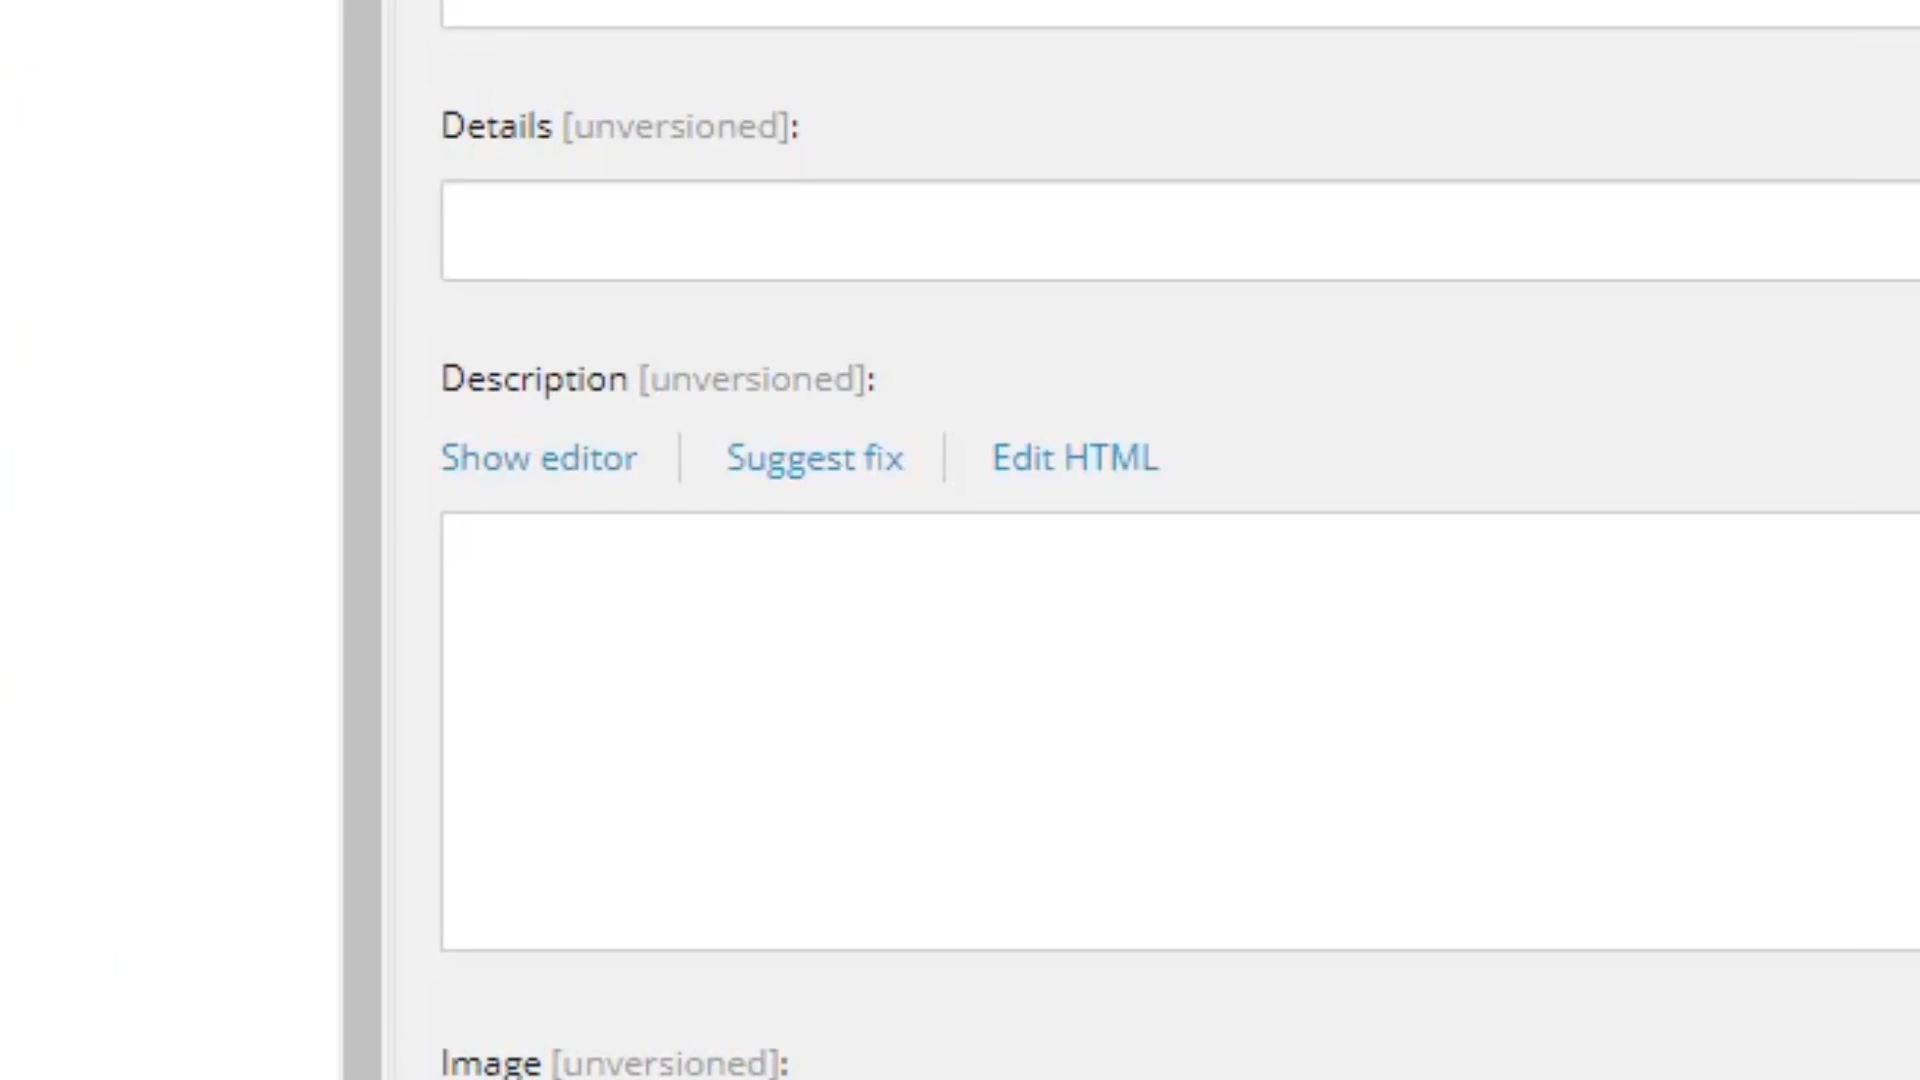 Details [unversioned]:
Description [unversioned]:
Show editor Suggest fix Edit HTML
Image [unversioned]: